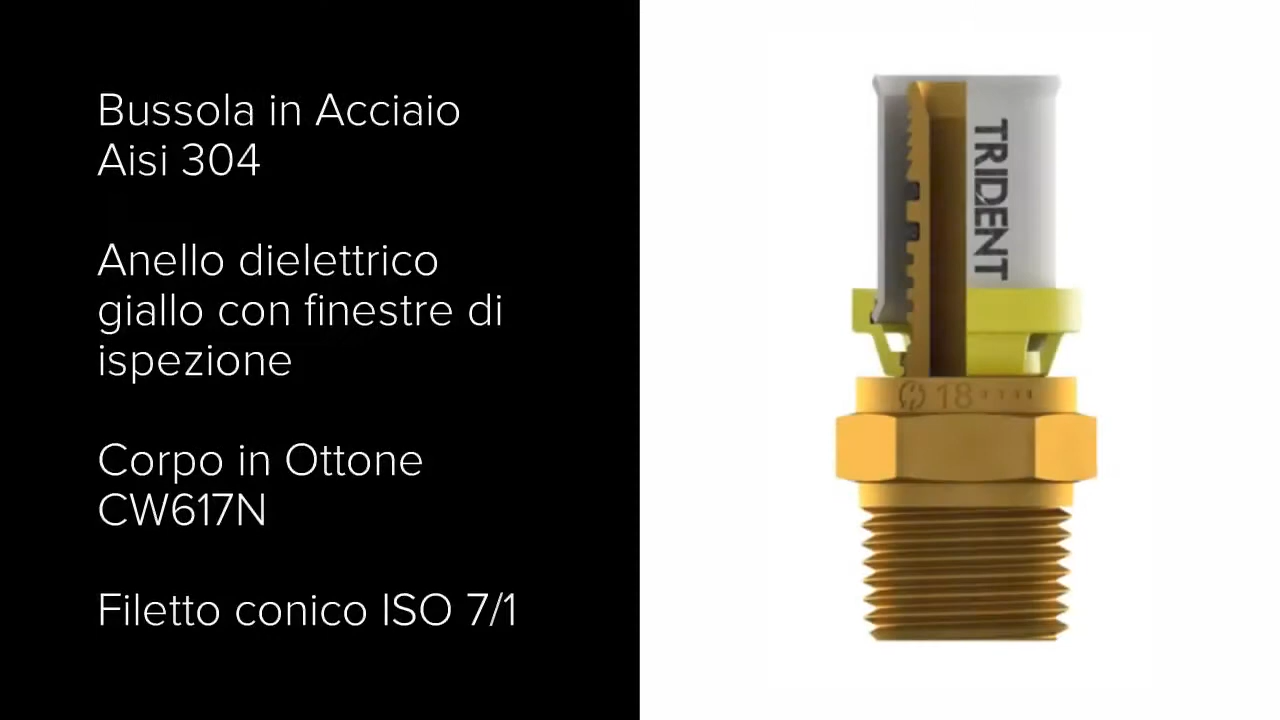 Bussola in Acciaio
Aisi 304
Anello dielettrico
giallo con finestre di
ispezione
Corpo in Ottone
CW617N
Filetto conico ISO 7/1
TRIDENT
18